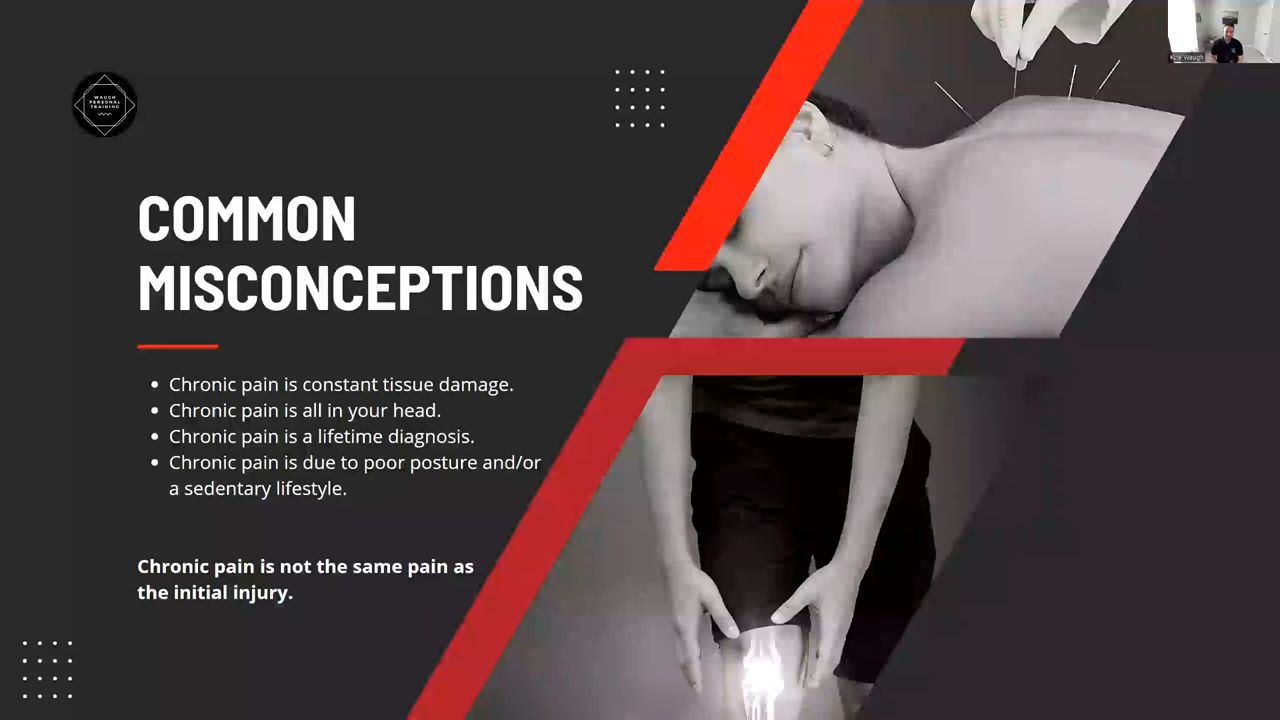 WAUGH
PERSONAL
TRAINING
COMMON
MISCONCEPTIONS
Chronic pain is constant tissue damage.
Chronic pain is all in your head.
Chronic pain is a lifetime diagnosis.
Chronic pain is due to poor posture and/or
a sedentary lifestyle.
Chronic pain is not the same pain as
the initial injury.
Waugh